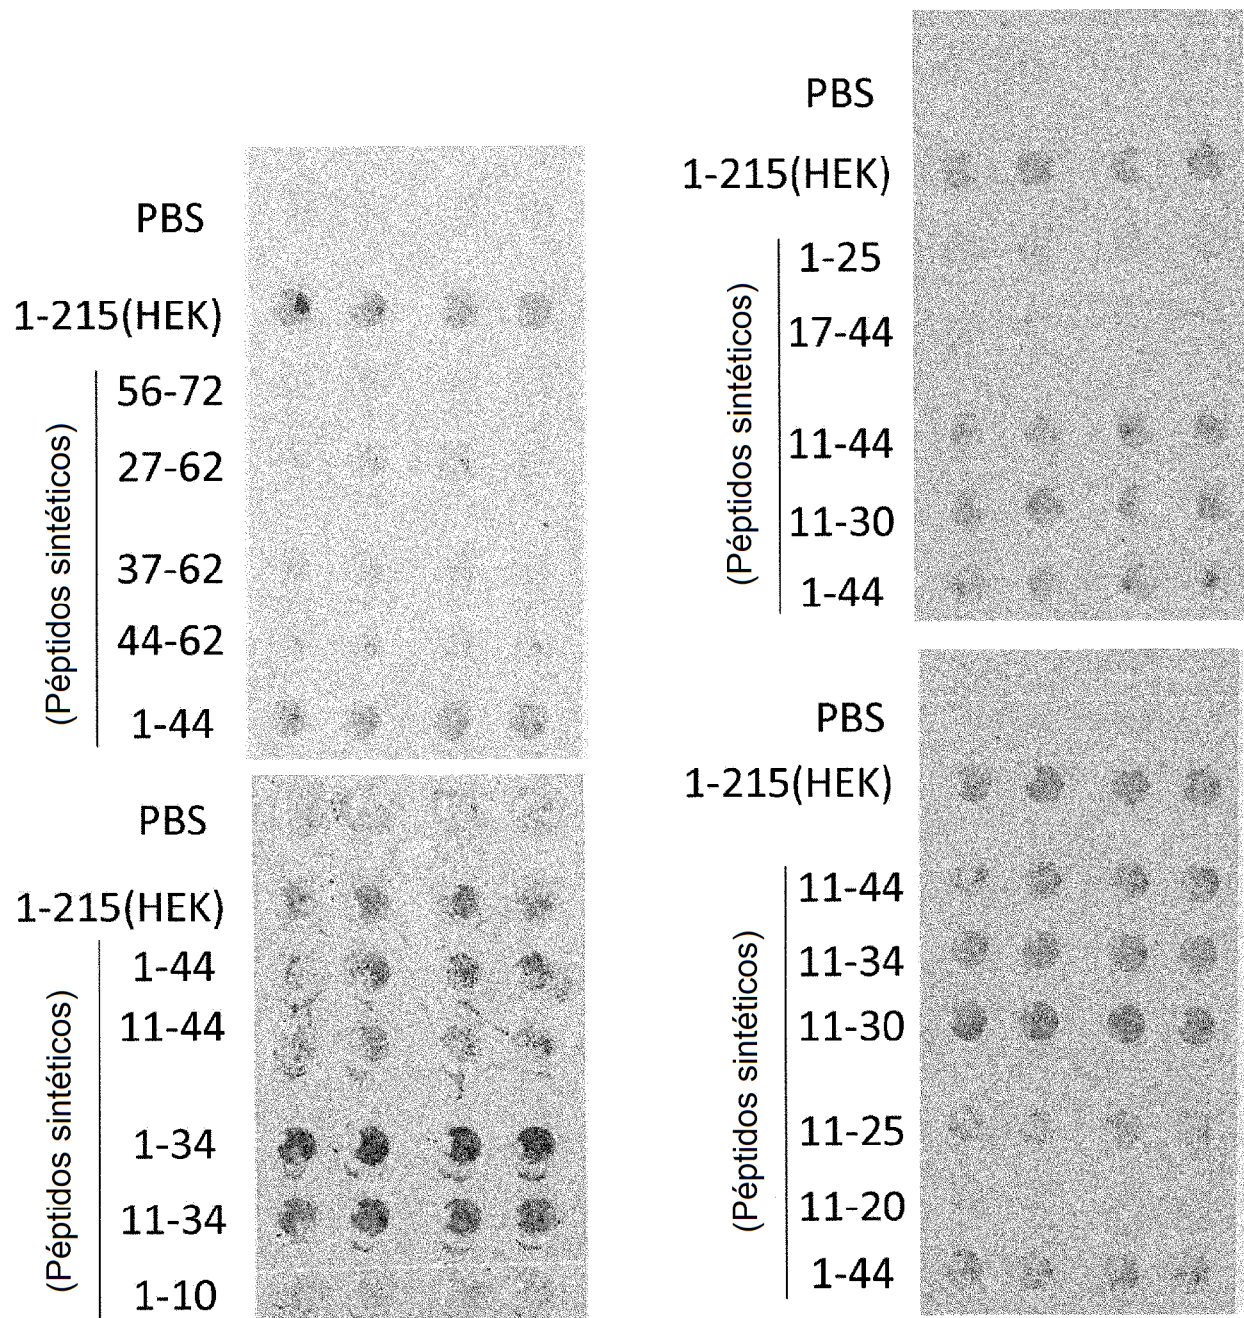 PBS
1-215(HEK)
(Péptidos sintéticos)
56-72
27-62
37-62
44-62
1-44
PBS
1-215(HEK)
(Péptidos sintéticos)
1-44
11-44
1-34
11-34
1-10
PBS
1-215(HEK)
(Péptidos sintéticos)
1-25
17-44
11-44
11-30
1-44
PBS
1-215(HEK)
(Péptidos sintéticos)
11-44
11-34
11-30
11-25
11-20
1-44